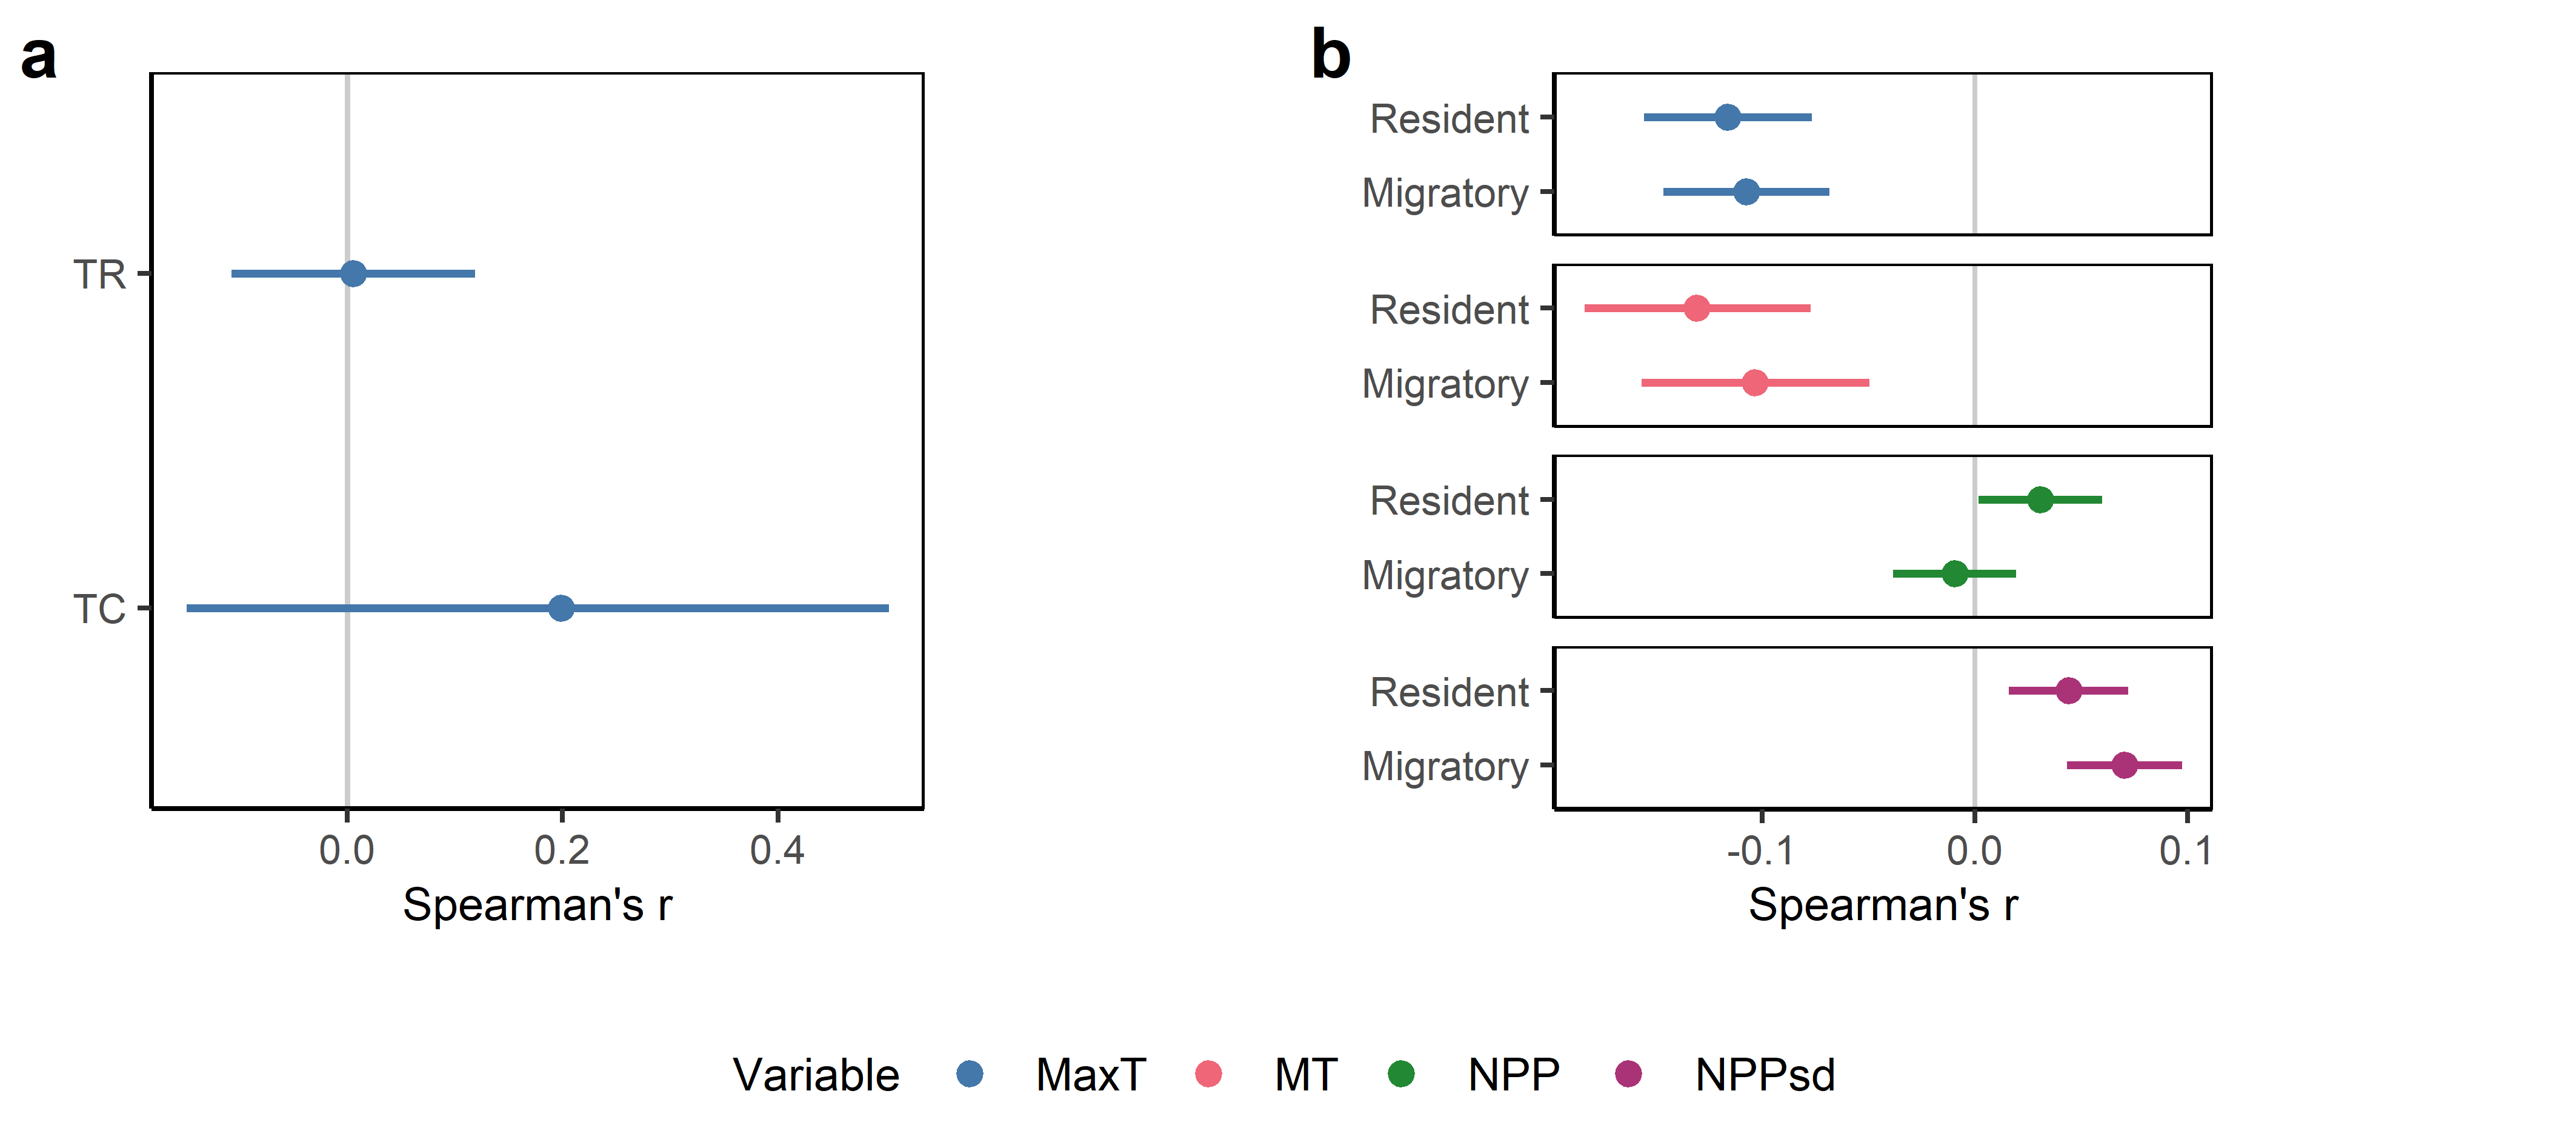 a
TR
TC
0.0 0.2 0.4
Spearman's r
b
Resident
Migratory
Resident
Migratory
Resident
Migratory
Resident
Migratory
-0.1 0.0 0.1
Spearman's r
Variable MaxT MT NPP NPPsd